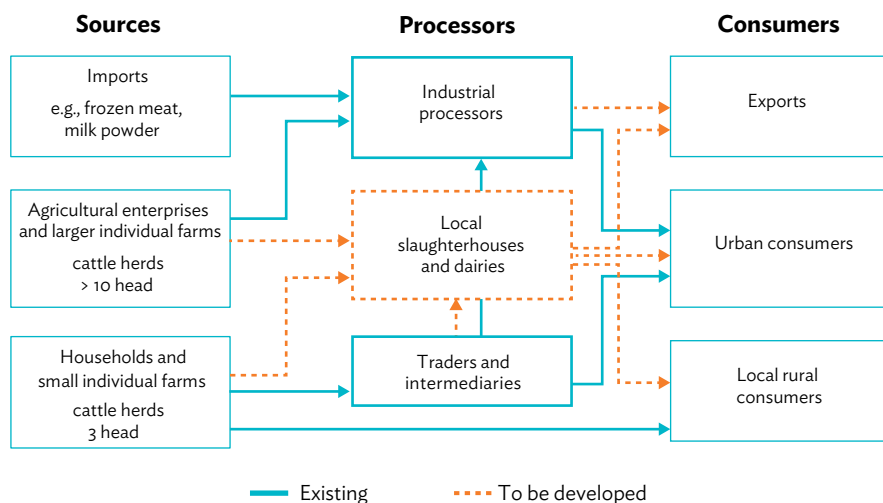 Sources
Processors
Consumers
Imports
e.g., frozen meat,
milk powder
Industrial
processors
Exports
Agricultural enterprises
and larger individual farms
cattle herds
> 10 head
Local
slaughterhouses
and dairies
Urban consumers
Households and
small individual farms
cattle herds
3 head
Traders and
intermediaries
Local rural
consumers
Existing
To be developed